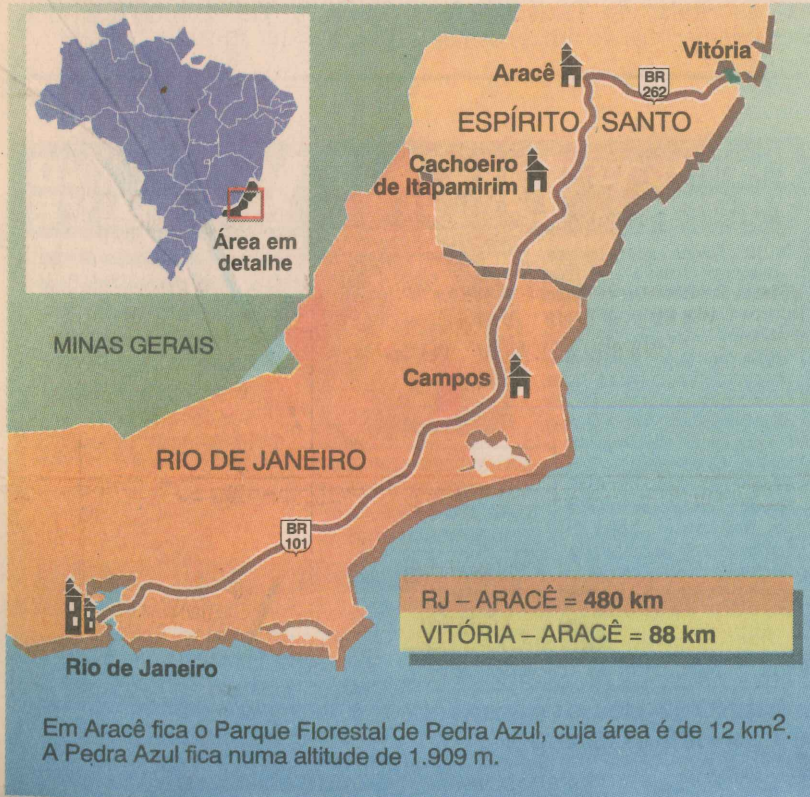 Vitória
Aracê
BR
262
ESPÍRITO SANTO
Cachoeiro
de Itapamirim
Área em
detalhe
MINAS GERAIS
Campos
RIO DE JANEIRO
BR
101
RJ – ARACÊ = 480 km
VITÓRIA – ARACÊ = 88 km
Rio de Janeiro
Em Aracê fica o Parque Florestal de Pedra Azul, cuja área é de 12 km².
A Pedra Azul fica numa altitude de 1.909 m.